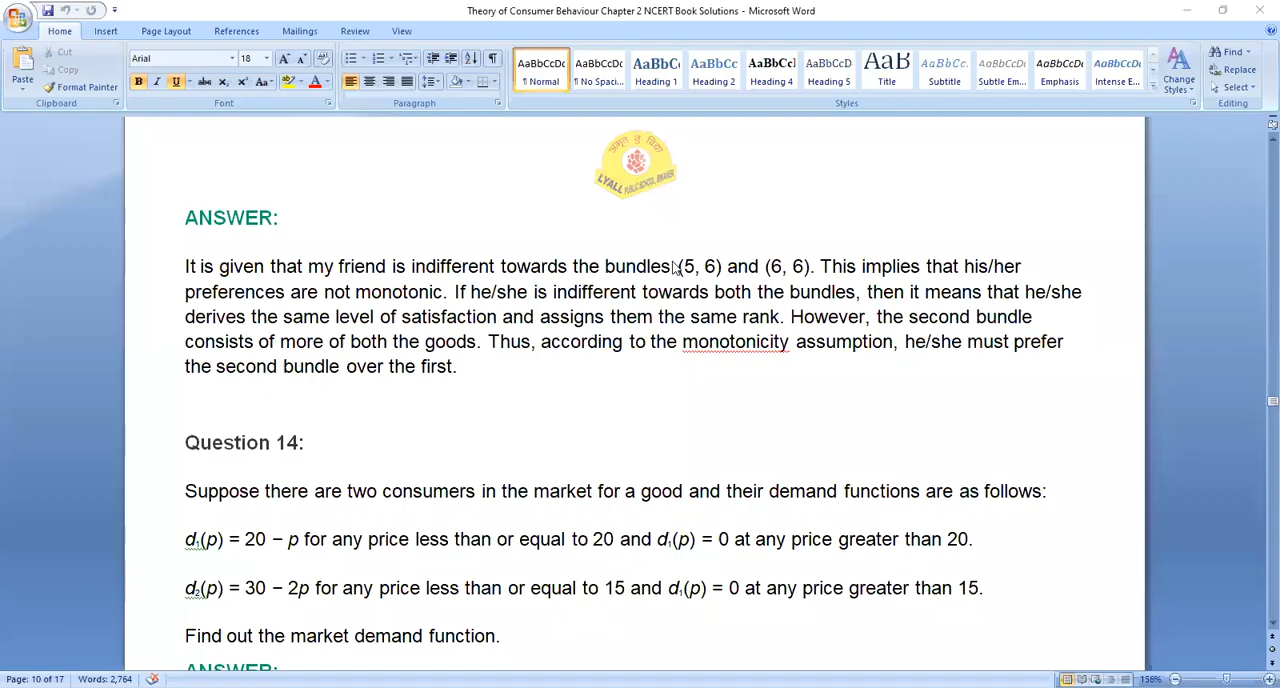 Theory of Consumer Behaviour Chapter 2 NCERT Book Solutions - Microsoft Word
Home Insert Page Layout References Mailings Review View
Paste
Cut
Copy
Format Painter
Clipboard
Arial 18
B I U abc x₂ x² Aa
Font
Paragraph
AaBbCcDc AaBbCcDc AaBbC AaBbCc AaBbCcI AaBbCcD AaB AaBbCc. AaBbCcDc AaBbCcDc AaBbCcDc
¶ Normal ¶ No Spaci... Heading 1 Heading 2 Heading 4 Heading 5 Title Subtitle Subtle Em... Emphasis Intense E...
Styles
Change Styles
Find
Replace
Select
Editing
अमृतं तु विद्या
LYALL PUBLIC SCHOOL, BIKANER
ANSWER:
It is given that my friend is indifferent towards the bundles (5, 6) and (6, 6). This implies that his/her
preferences are not monotonic. If he/she is indifferent towards both the bundles, then it means that he/she
derives the same level of satisfaction and assigns them the same rank. However, the second bundle
consists of more of both the goods. Thus, according to the monotonicity assumption, he/she must prefer
the second bundle over the first.
Question 14:
Suppose there are two consumers in the market for a good and their demand functions are as follows:
d₁(p) = 20 − p for any price less than or equal to 20 and d₁(p) = 0 at any price greater than 20.
d₂(p) = 30 − 2p for any price less than or equal to 15 and d₁(p) = 0 at any price greater than 15.
Find out the market demand function.
ANSWER:
Page: 10 of 17 Words: 2,764 156%